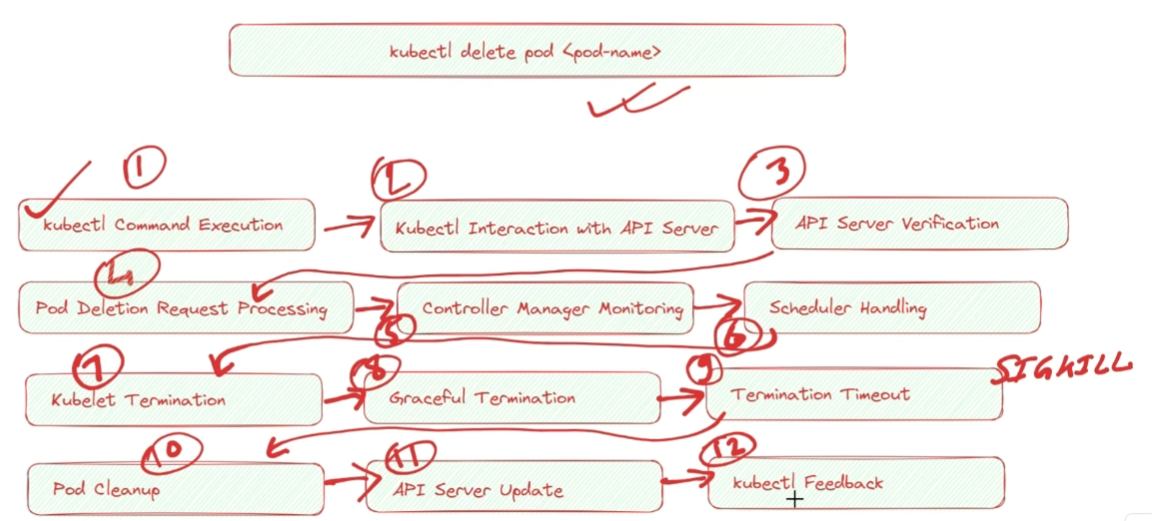 kubectl delete pod <pod-name>
1
2
3
kubectl Command Execution
Kubectl Interaction with API Server
API Server Verification
4
Pod Deletion Request Processing
Controller Manager Monitoring
Scheduler Handling
5
6
7
8
9
SIGKILL
Kubelet Termination
Graceful Termination
Termination Timeout
10
11
12
Pod Cleanup
API Server Update
kubectl Feedback